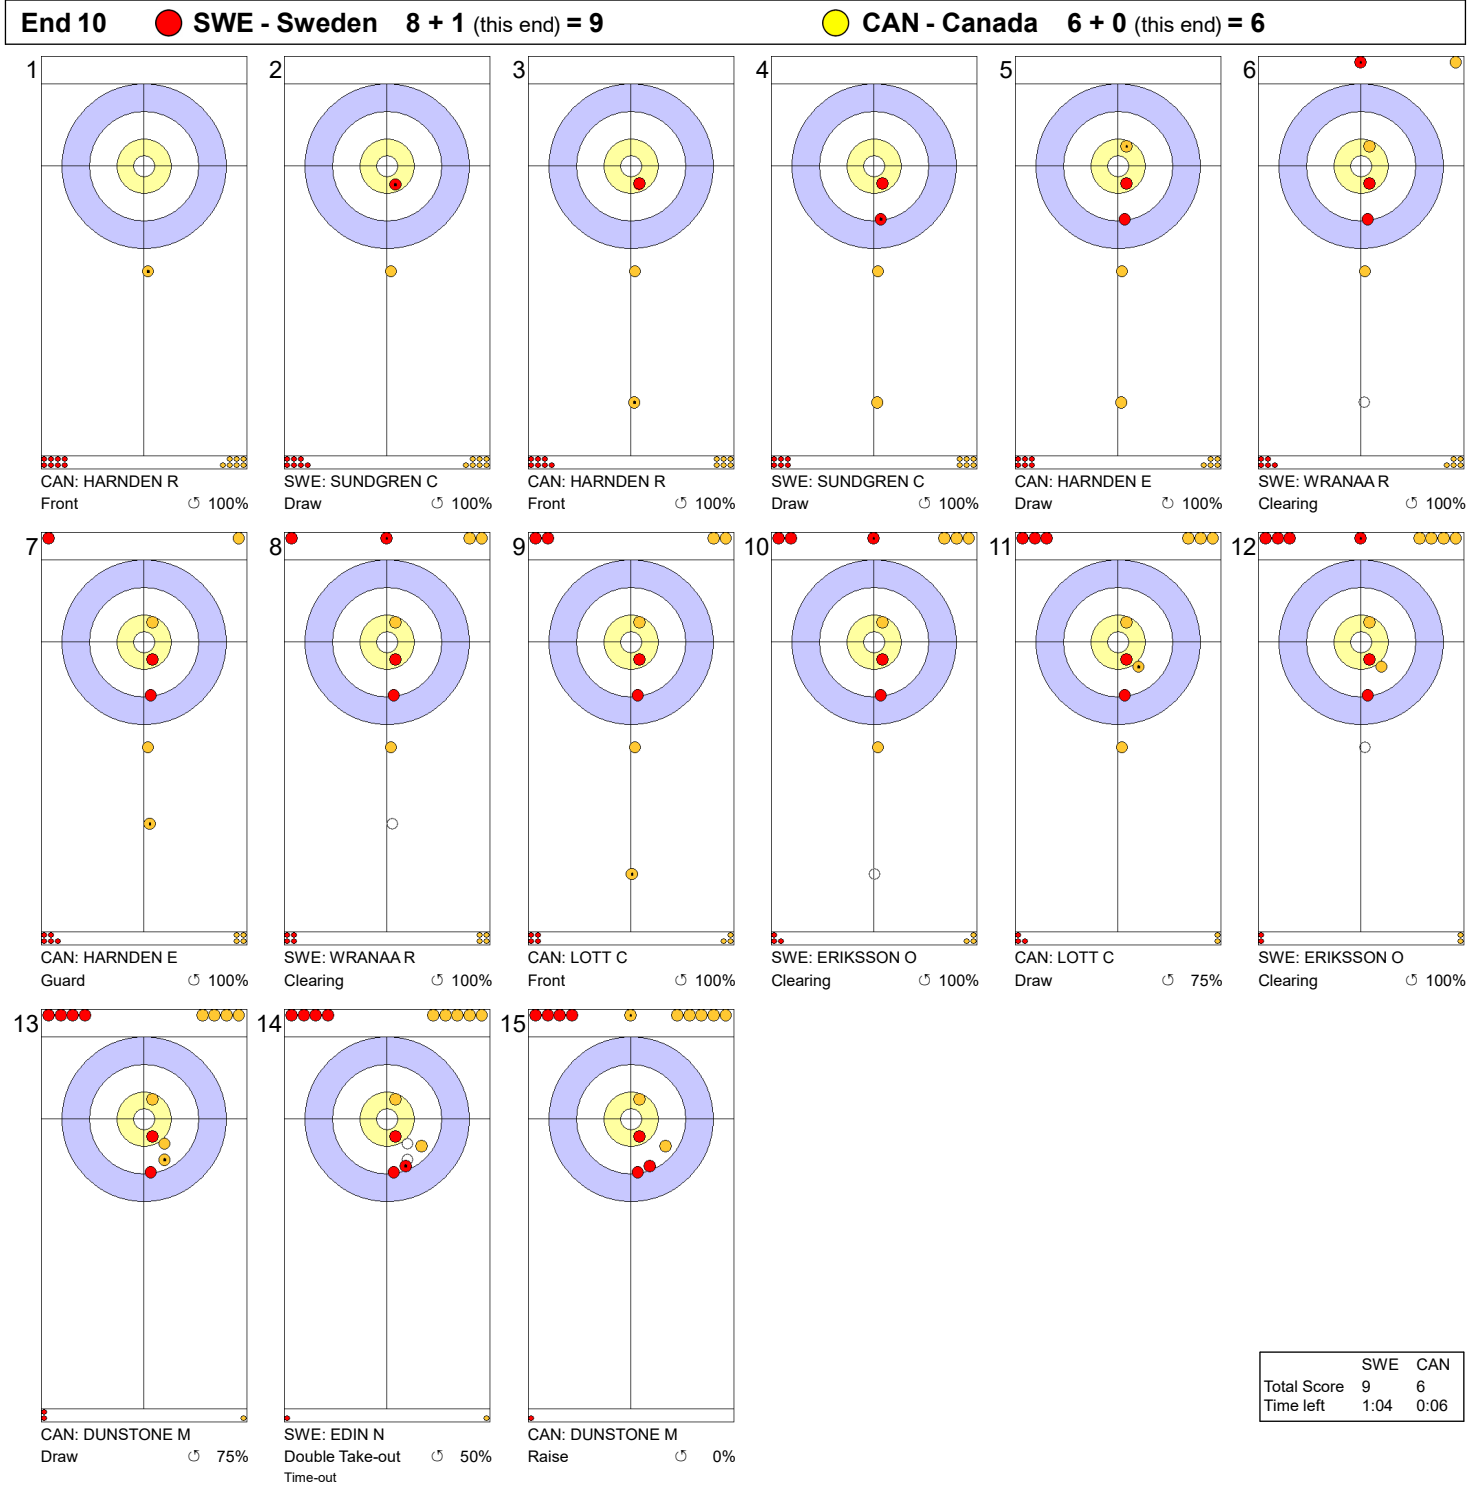 End 10 SWE - Sweden 8 + 1 (this end) = 9 CAN - Canada 6 + 0 (this end) = 6
1 2 3 4 5 6
CAN: HARNDEN R SWE: SUNDGREN C CAN: HARNDEN R SWE: SUNDGREN C CAN: HARNDEN E SWE: WRANAA R
Front ↺ 100% Draw ↺ 100% Front ↺ 100% Draw ↺ 100% Draw ↻ 100% Clearing ↺ 100%
7 8 9 10 11 12
CAN: HARNDEN E SWE: WRANAA R CAN: LOTT C SWE: ERIKSSON O CAN: LOTT C SWE: ERIKSSON O
Guard ↺ 100% Clearing ↺ 100% Front ↺ 100% Clearing ↺ 100% Draw ↺ 75% Clearing ↺ 100%
13 14 15
CAN: DUNSTONE M SWE: EDIN N CAN: DUNSTONE M
Draw ↺ 75% Double Take-out ↺ 50% Raise ↺ 0%
Time-out
SWE CAN
Total Score 9 6
Time left 1:04 0:06